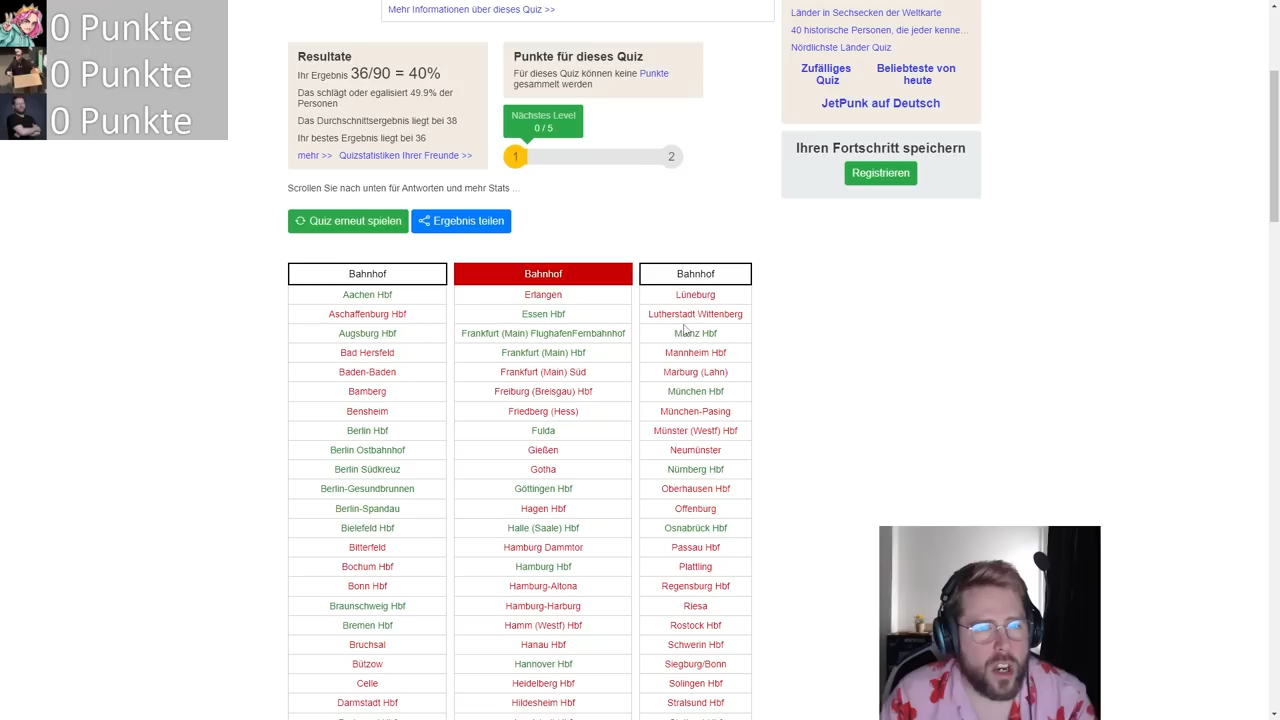 0 Punkte
0 Punkte
0 Punkte
Mehr Informationen über dieses Quiz >>
Resultate
Ihr Ergebnis 36/90 = 40%
Das schlägt oder egalisiert 49.9% der
Personen
Das Durchschnittsergebnis liegt bei 38
Ihr bestes Ergebnis liegt bei 36
mehr >> Quizstatistiken Ihrer Freunde >>
Punkte für dieses Quiz
Für dieses Quiz können keine Punkte
gesammelt werden
Nächstes Level
0 / 5
1 2
Länder in Sechsecken der Weltkarte
40 historische Personen, die jeder kenne...
Nördlichste Länder Quiz
Zufälliges
Quiz
Beliebteste von
heute
JetPunk auf Deutsch
Ihren Fortschritt speichern
Registrieren
Scrollen Sie nach unten für Antworten und mehr Stats ...
Quiz erneut spielen Ergebnis teilen
Bahnhof Bahnhof Bahnhof
Aachen Hbf Erlangen Lüneburg
Aschaffenburg Hbf Essen Hbf Lutherstadt Wittenberg
Augsburg Hbf Frankfurt (Main) FlughafenFernbahnhof Mainz Hbf
Bad Hersfeld Frankfurt (Main) Hbf Mannheim Hbf
Baden-Baden Frankfurt (Main) Süd Marburg (Lahn)
Bamberg Freiburg (Breisgau) Hbf München Hbf
Bensheim Friedberg (Hess) München-Pasing
Berlin Hbf Fulda Münster (Westf) Hbf
Berlin Ostbahnhof Gießen Neumünster
Berlin Südkreuz Gotha Nürnberg Hbf
Berlin-Gesundbrunnen Göttingen Hbf Oberhausen Hbf
Berlin-Spandau Hagen Hbf Offenburg
Bielefeld Hbf Halle (Saale) Hbf Osnabrück Hbf
Bitterfeld Hamburg Dammtor Passau Hbf
Bochum Hbf Hamburg Hbf Plattling
Bonn Hbf Hamburg-Altona Regensburg Hbf
Braunschweig Hbf Hamburg-Harburg Riesa
Bremen Hbf Hamm (Westf) Hbf Rostock Hbf
Bruchsal Hanau Hbf Schwerin Hbf
Bützow Hannover Hbf Siegburg/Bonn
Celle Heidelberg Hbf Solingen Hbf
Darmstadt Hbf Hildesheim Hbf Stralsund Hbf